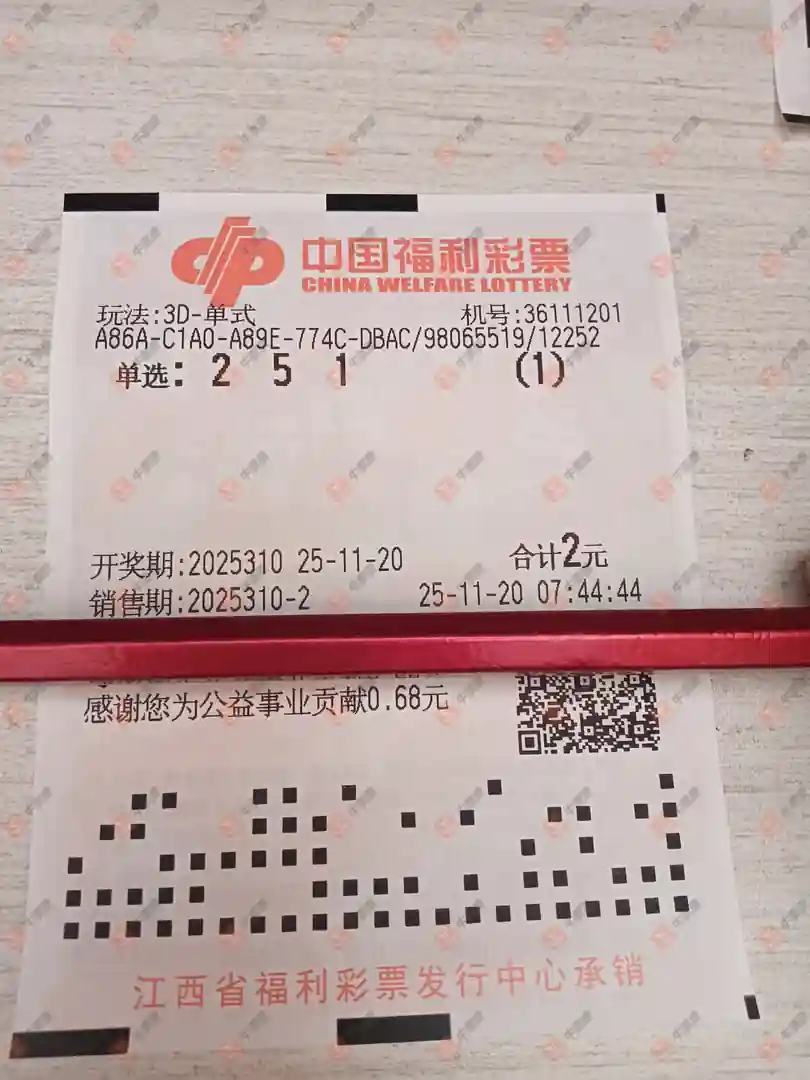 中国福利彩票
CHINA WELFARE LOTTERY
玩法:3D-单式 机号:36111201
A86A-C1A0-A89E-774C-DBAC/98065519/12252
单选: 2 5 1 (1)
开奖期:2025310 25-11-20 合计2元
销售期:2025310-2 25-11-20 07:44:44
感谢您为公益事业贡献0.68元
江西省福利彩票发行中心承销